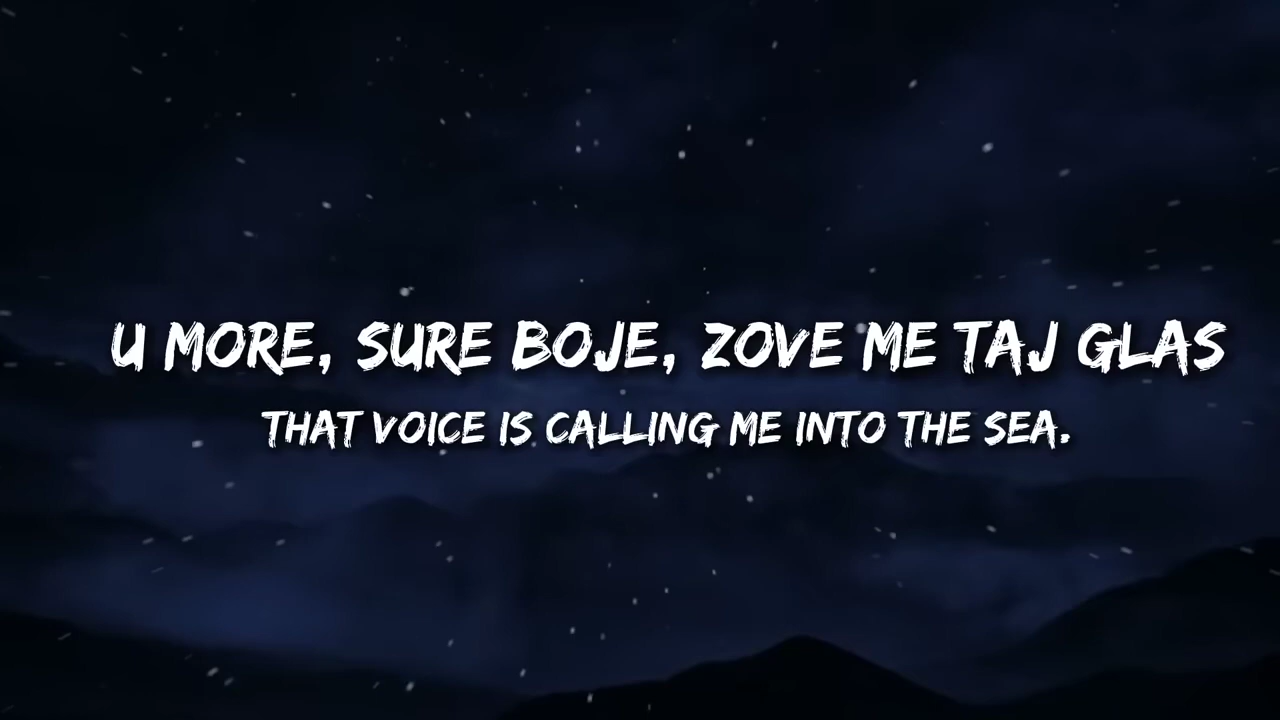 U MORE, SURE BOJE, ZOVE ME TAJ GLAS
THAT VOICE IS CALLING ME INTO THE SEA.